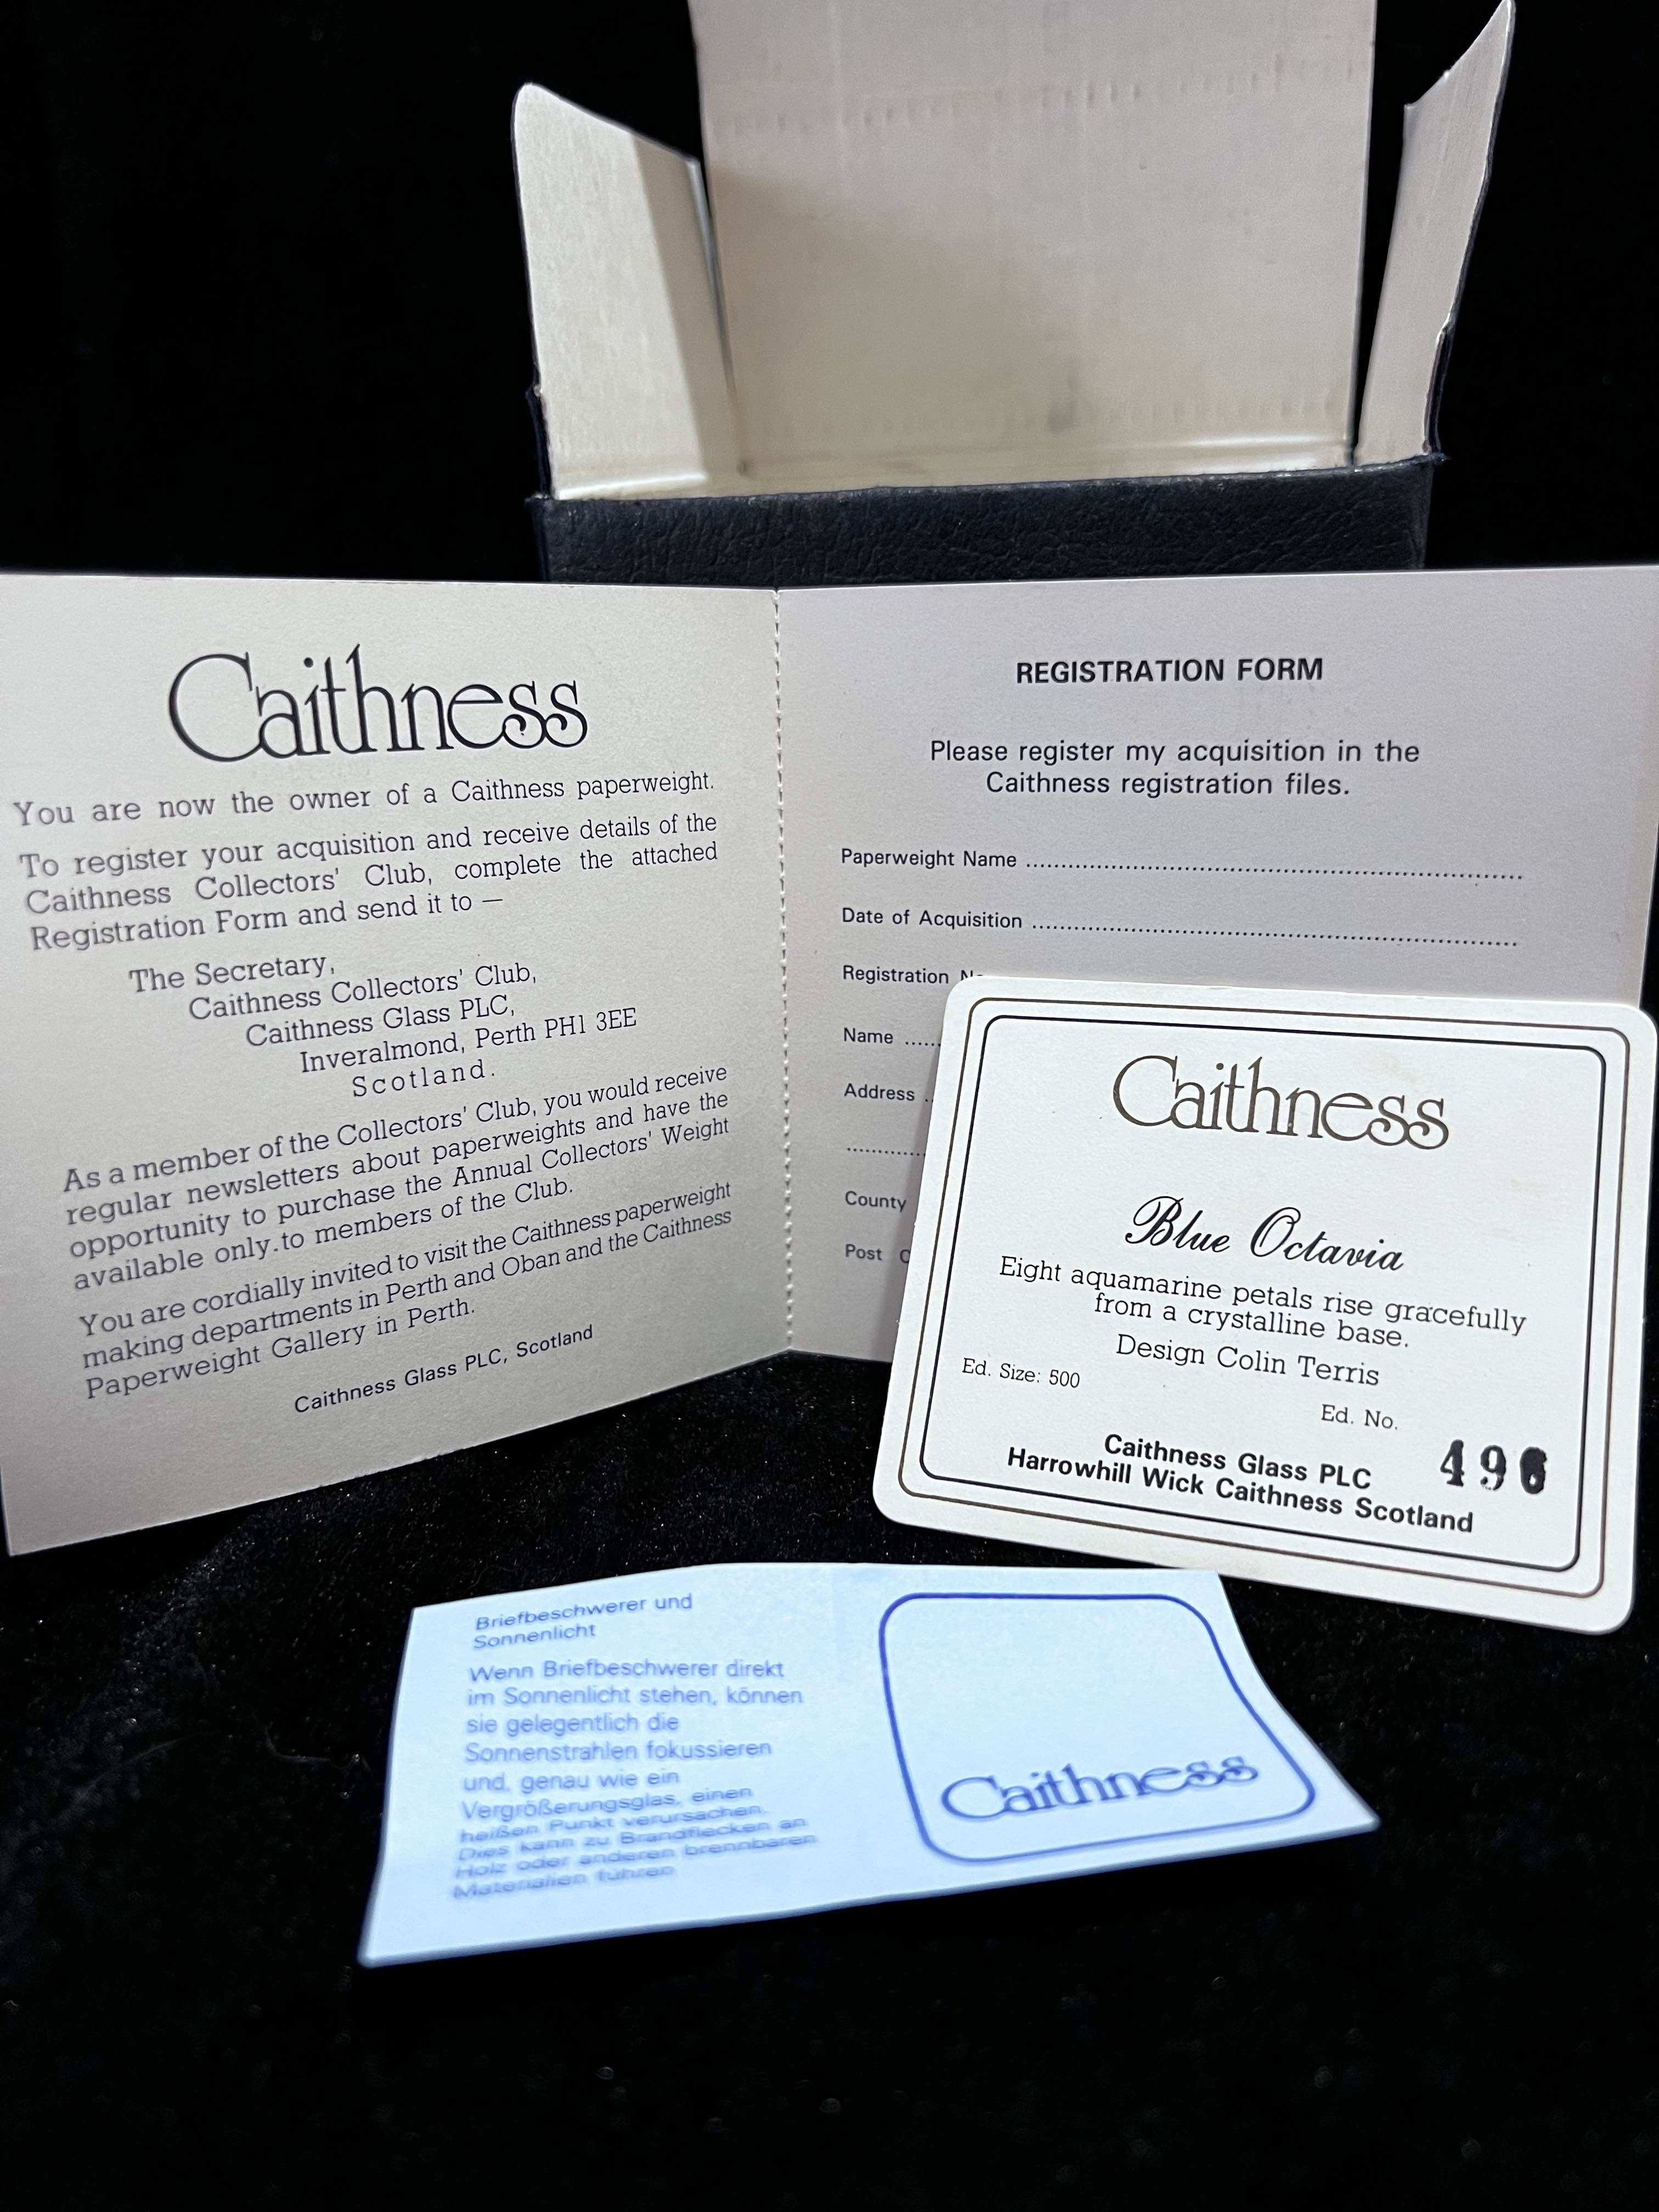 Caithness
You are now the owner of a Caithness paperweight.
To register your acquisition and receive details of the
Caithness Collectors' Club, complete the attached
Registration Form and send it to —
The Secretary,
Caithness Collectors' Club,
Caithness Glass PLC,
Inveralmond, Perth PH1 3EE
Scotland.
As a member of the Collectors' Club, you would receive
regular newsletters about paperweights and have the
opportunity to purchase the Annual Collectors' Weight
available only.to members of the Club.
You are cordially invited to visit the Caithness paperweight
making departments in Perth and Oban and the Caithness
Paperweight Gallery in Perth.
Caithness Glass PLC, Scotland
REGISTRATION FORM
Please register my acquisition in the
Caithness registration files.
Paperweight Name
Date of Acquisition
Registration
Name
Address
County
Post
Caithness
Blue Octavia
Eight aquamarine petals rise gracefully
from a crystalline base.
Design Colin Terris
Ed. Size: 500
Ed. No.
Caithness Glass PLC
Harrowhill Wick Caithness Scotland
Briefbeschwerer und
Sonnenlicht
Wenn Briefbeschwerer direkt
im Sonnenlicht stehen, können
sie gelegentlich die
Sonnenstrahlen fokussieren
und, genau wie ein
Vergrößerungsglas, einen
heißen Punkt verursachen.
Dies kann zu Brandflecken an
Holz oder anderen brennbaren
Materialien führen
Caithness